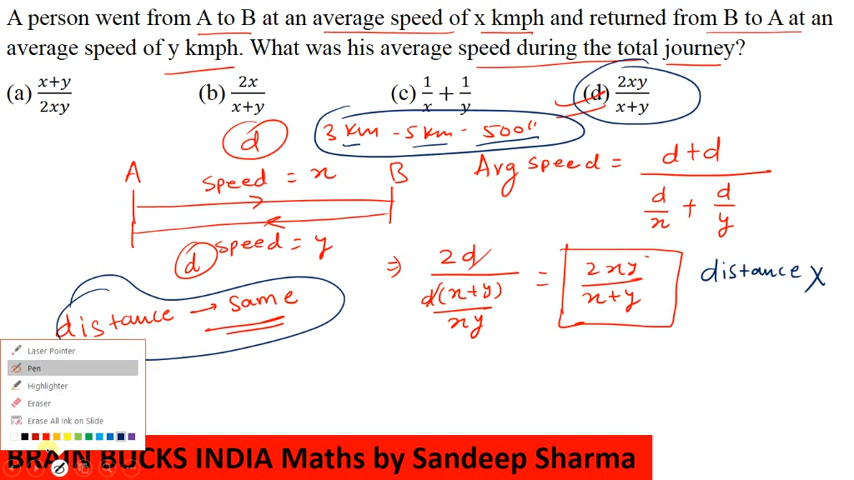 A person went from A to B at an average speed of x kmph and returned from B to A at an
average speed of y kmph. What was his average speed during the total journey?
(a) x+y/2xy (b) 2x/x+y (c) 1/x + 1/y (d) 2xy/x+y
d 3 km - 5 km - 500"
A speed = x B
Avg speed = d+d / d/x + d/y
d speed = y
⇒ 2d / d(x+y)/xy = 2xy/x+y distance X
distance → same
Laser Pointer
Pen
Highlighter
Eraser
Erase All Ink on Slide
BRAIN BUCKS INDIA Maths by Sandeep Sharma